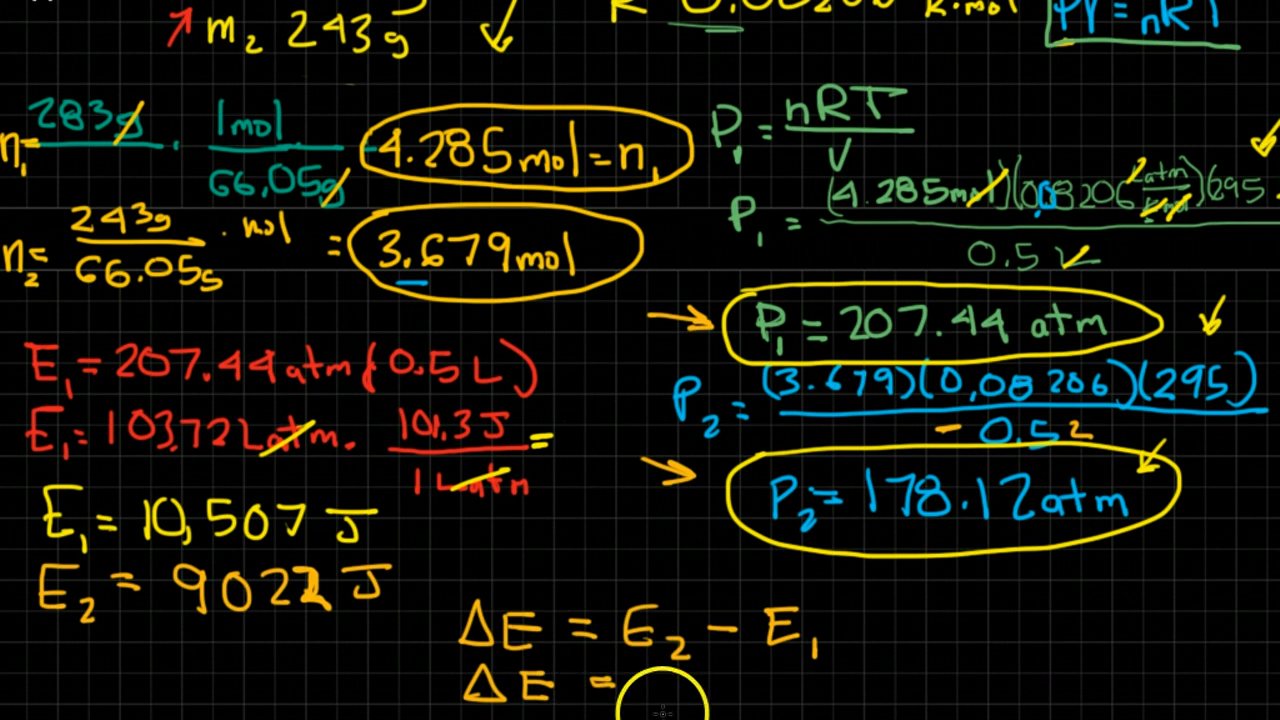 m₂ 243g
PV = nRT
n₁= 283g/ · 1mol/66.05g 4.285mol=n₁
n₂= 243g/66.05g · mol = 3.679mol
P₁ = nRT/V
P₁ = (4.285mol)(0.08206 Latm/Kmol)(295 / 0.5L
P₁ = 207.44 atm
E₁ = 207.44atm(0.5L)
E₁= 103.72Latm. 101.3J/1Latm =
P₂ = (3.679)(0.08206)(295) / 0.52
P₂ = 178.12atm
E₁ = 10,507 J
E₂ = 9022 J
ΔE = E₂ - E₁
ΔE =